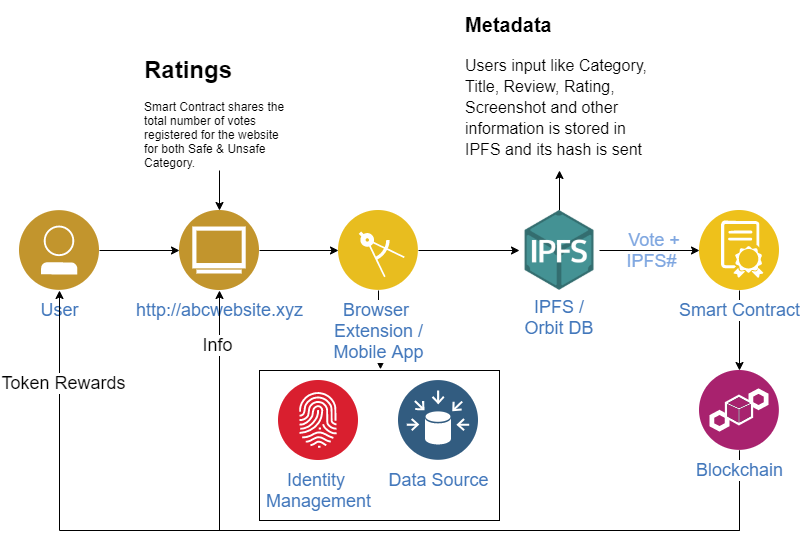 Metadata
Users input like Category,
Title, Review, Rating,
Screenshot and other
information is stored in
IPFS and its hash is sent
Ratings
Smart Contract shares the
total number of votes
registered for the website
for both Safe & Unsafe
Category.
IPFS
Vote +
IPFS#
User
http://abcwebsite.xyz
Browser
Extension /
Mobile App
IPFS /
Orbit DB
Smart Contract
Info
Token Rewards
Identity
Management
Data Source
Blockchain